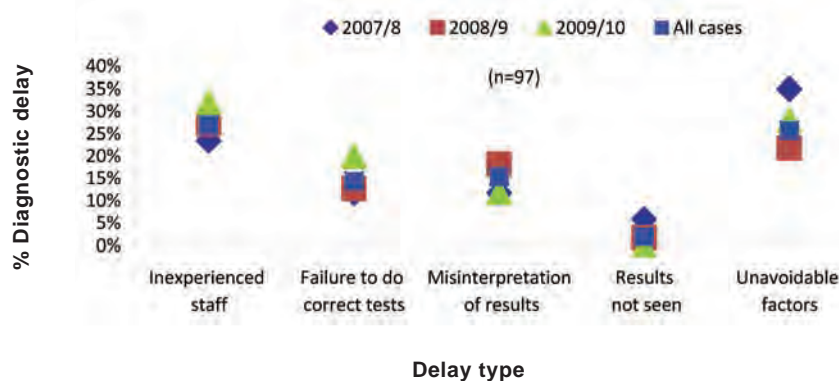 2007/8 2008/9 2009/10 All cases
% Diagnostic delay
40%
35%
30%
25%
20%
15%
10%
5%
0%
(n=97)
Inexperienced staff
Failure to do correct tests
Misinterpretation of results
Results not seen
Unavoidable factors
Delay type